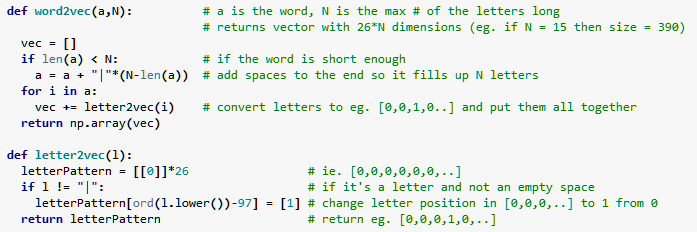 def word2vec(a,N):          # a is the word, N is the max # of the letters long
                            # returns vector with 26*N dimensions (eg. if N = 15 then size = 390)
  vec = []
  if len(a) < N:            # if the word is short enough
    a = a + "|"*(N-len(a))  # add spaces to the end so it fills up N letters
  for i in a:
    vec += letter2vec(i)    # convert letters to eg. [0,0,1,0..] and put them all together
  return np.array(vec)

def letter2vec(l):
  letterPattern = [[0]]*26                 # ie. [0,0,0,0,0,0,..]
  if l != "|":                             # if it's a letter and not an empty space
    letterPattern[ord(l.lower())-97] = [1] # change letter position in [0,0,0,..] to 1 from 0
  return letterPattern                     # return eg. [0,0,0,1,0,..]